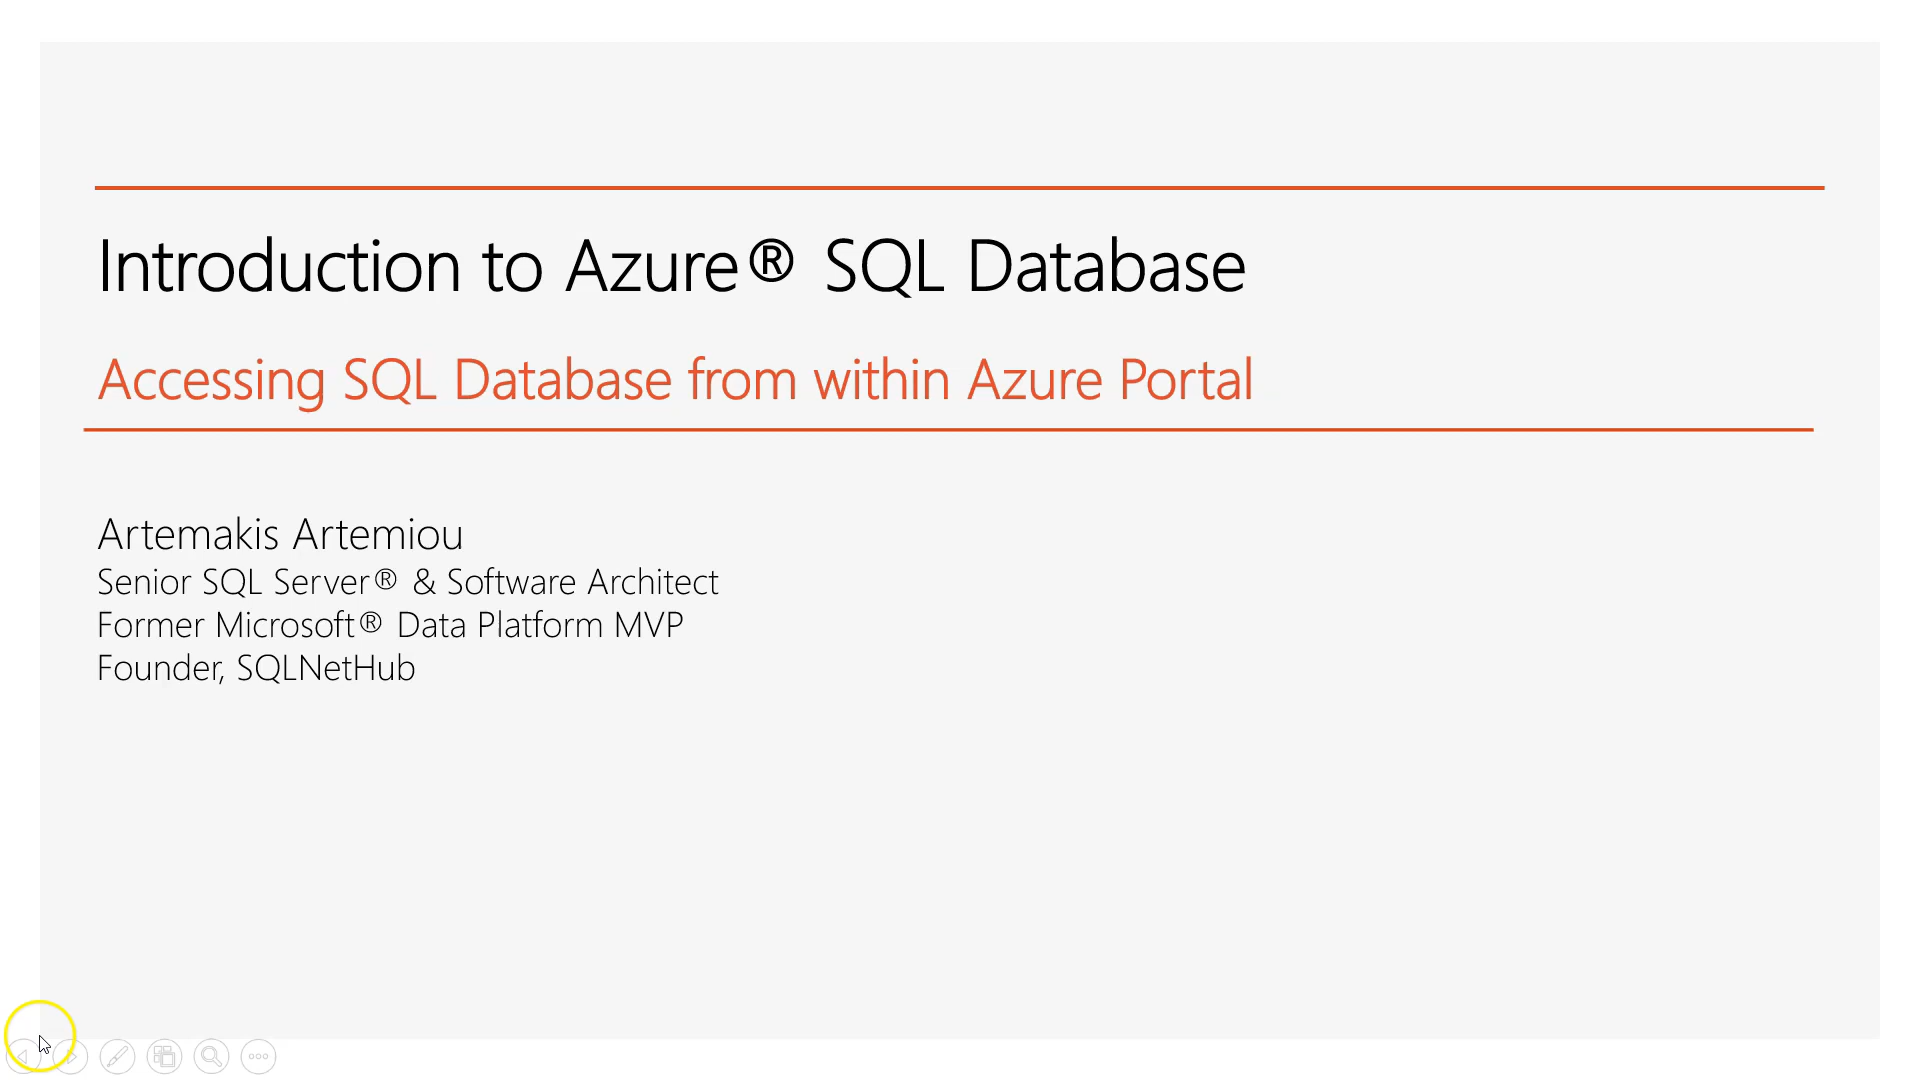 Introduction to Azure® SQL Database
Accessing SQL Database from within Azure Portal
Artemakis Artemiou
Senior SQL Server® & Software Architect
Former Microsoft® Data Platform MVP
Founder, SQLNetHub